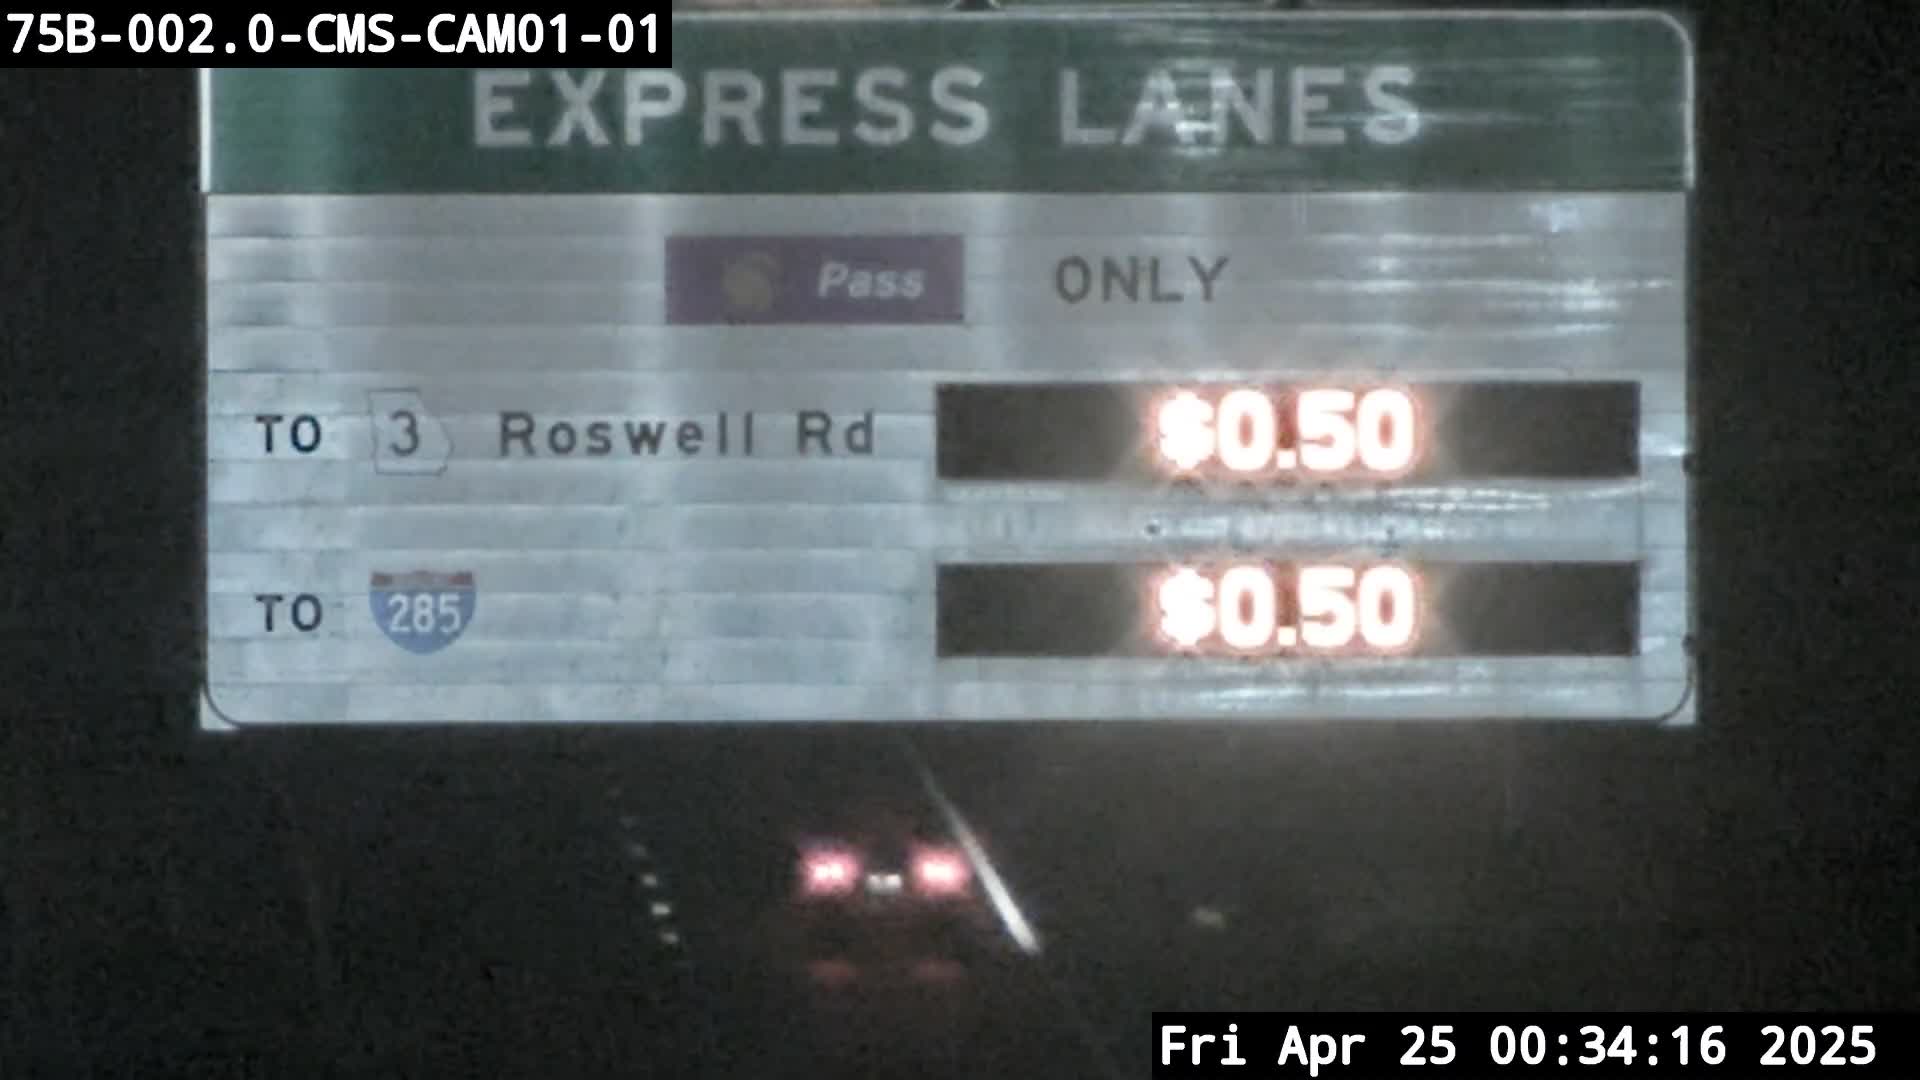 75B-002.0-CMS-CAM01-01
EXPRESS LANES
Pass ONLY
TO 3 Roswell Rd $0.50
TO 285 $0.50
Fri Apr 25 00:34:16 2025